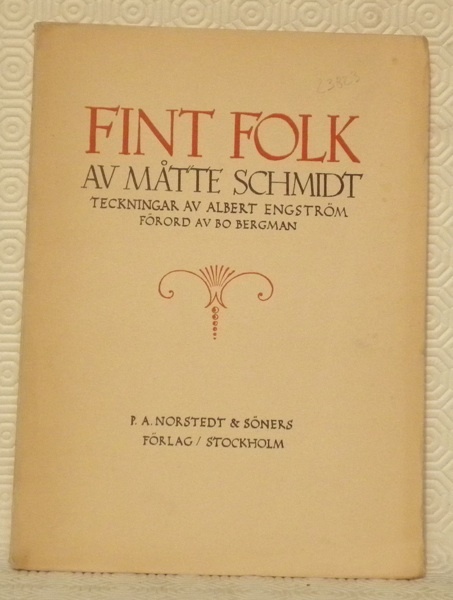 FINT FOLK
AV MÅTTE SCHMIDT
TECKNINGAR AV ALBERT ENGSTRÖM
FÖRORD AV BO BERGMAN
P. A. NORSTEDT & SÖNERS
FÖRLAG / STOCKHOLM